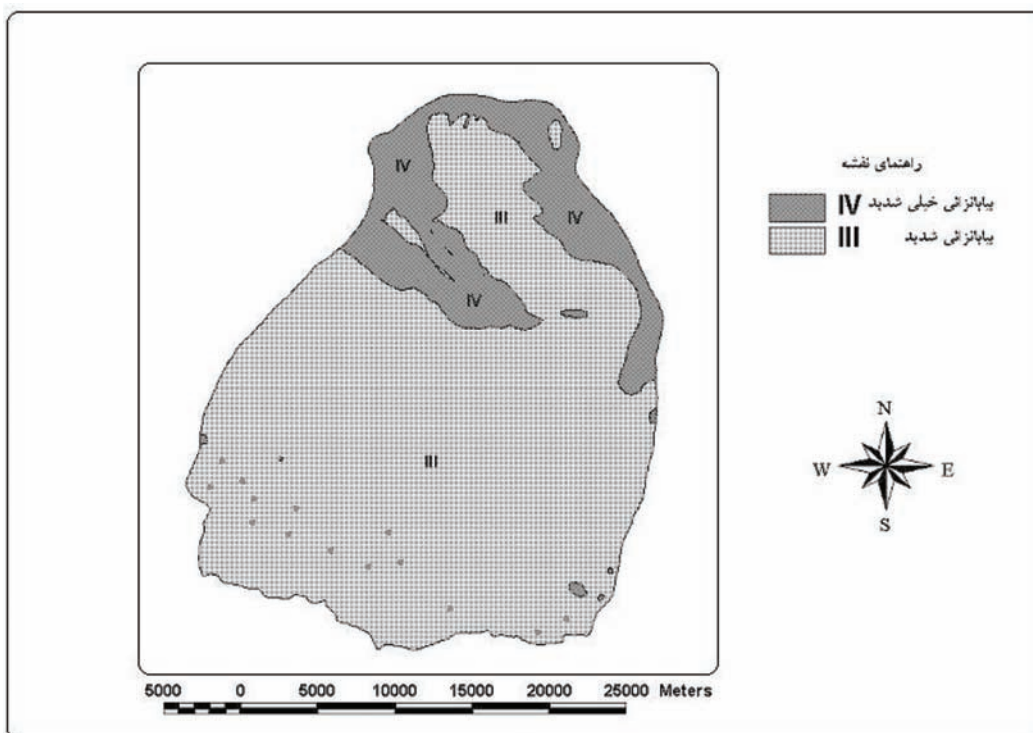 IV
IV
III
IV
III
راهنمای نقشه
IV بیابانزائی خیلی شدید
III بیابانزائی شدید
N
W E
S
5000 0 5000 10000 15000 20000 25000 Meters